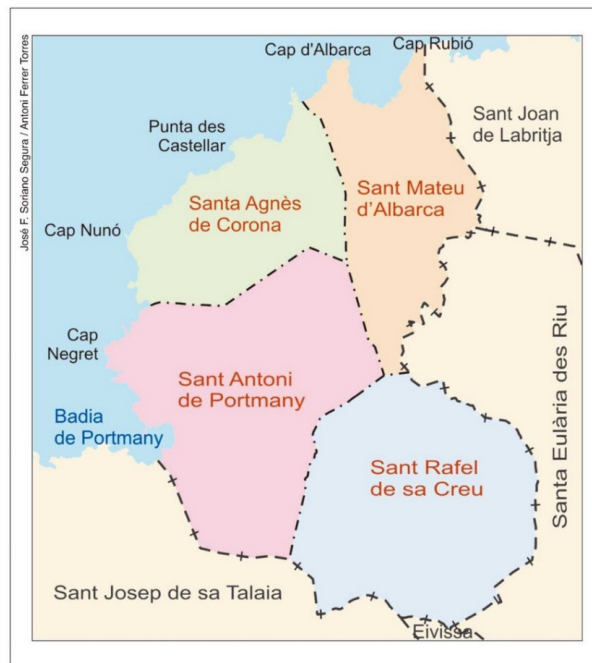 José F. Soriano Segura / Antoni Ferrer Torres
Cap d'Albarca
Cap Rubió
Sant Joan
de Labritja
Punta des
Castellar
Santa Agnès
de Corona
Sant Mateu
d'Albarca
Cap Nunó
Cap
Negret
Sant Antoni
de Portmany
Badia
de Portmany
Santa Eulària des Riu
Sant Rafel
de sa Creu
Sant Josep de sa Talaia
Eivissa